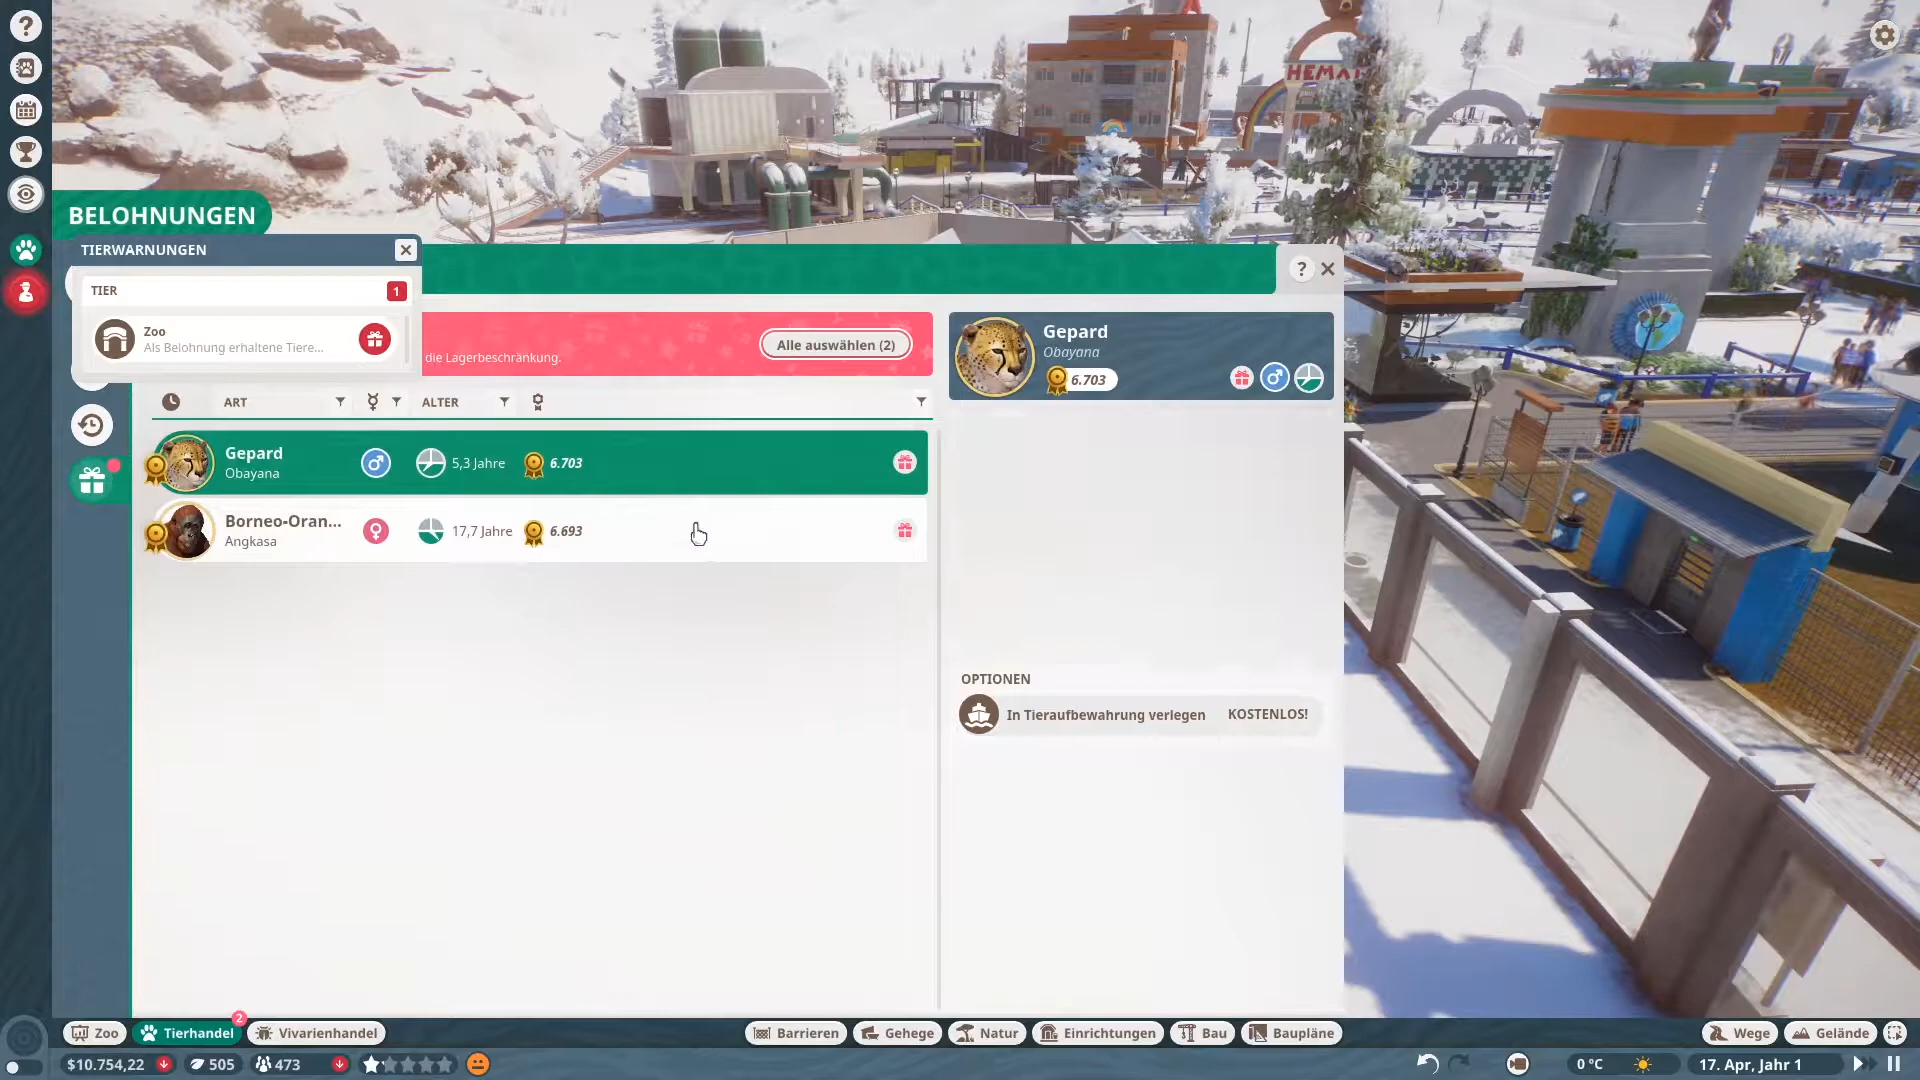 HEMA
BELOHNUNGEN
TIERWARNUNGEN
TIER
1
Zoo
Als Belohnung erhaltene Tiere...
die Lagerbeschränkung.
Alle auswählen (2)
?
Gepard
Obayana
6.703
ART
ALTER
Gepard
Obayana
5,3 Jahre
6.703
Borneo-Oran...
Angkasa
17,7 Jahre
6.693
OPTIONEN
In Tieraufbewahrung verlegen
KOSTENLOS!
Zoo
Tierhandel
2
Vivarienhandel
Barrieren
Gehege
Natur
Einrichtungen
Bau
Baupläne
Wege
Gelände
$10.754,22
505
473
0 °C
17. Apr, Jahr 1